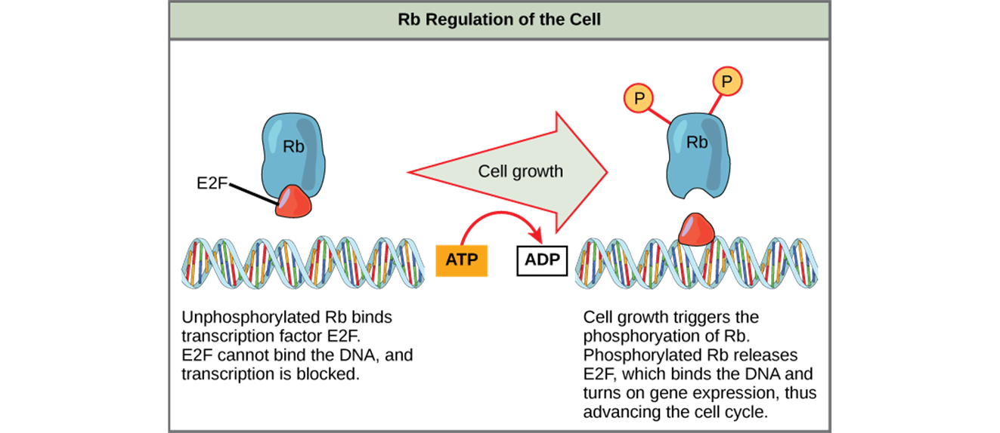 Rb Regulation of the Cell
P
P
Rb
Rb
E2F
Cell growth
ATP
ADP
Unphosphorylated Rb binds
transcription factor E2F.
E2F cannot bind the DNA, and
transcription is blocked.
Cell growth triggers the
phosphoryation of Rb.
Phosphorylated Rb releases
E2F, which binds the DNA and
turns on gene expression, thus
advancing the cell cycle.